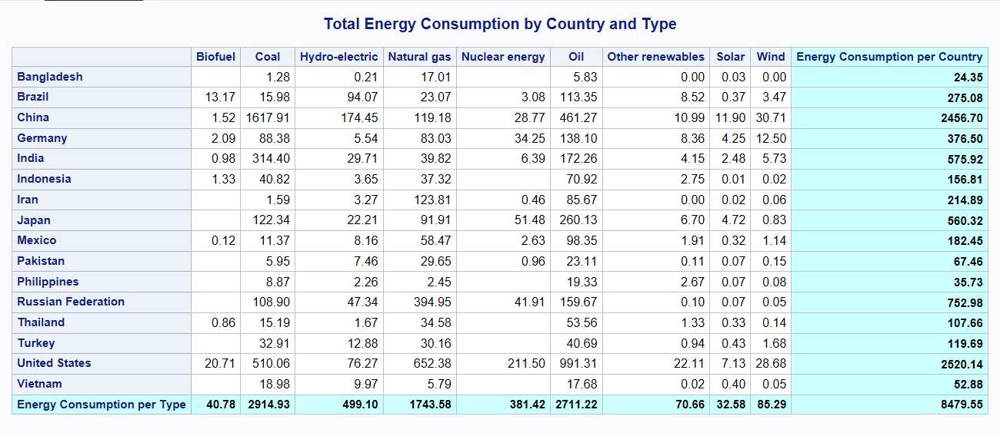 Total Energy Consumption by Country and Type
Biofuel Coal Hydro-electric Natural gas Nuclear energy Oil Other renewables Solar Wind Energy Consumption per Country
Bangladesh 1.28 0.21 17.01 5.83 0.00 0.03 0.00 24.35
Brazil 13.17 15.98 94.07 23.07 3.08 113.35 8.52 0.37 3.47 275.08
China 1.52 1617.91 174.45 119.18 28.77 461.27 10.99 11.90 30.71 2456.70
Germany 2.09 88.38 5.54 83.03 34.25 138.10 8.36 4.25 12.50 376.50
India 0.98 314.40 29.71 39.82 6.39 172.26 4.15 2.48 5.73 575.92
Indonesia 1.33 40.82 3.65 37.32 70.92 2.75 0.01 0.02 156.81
Iran 1.59 3.27 123.81 0.46 85.67 0.00 0.02 0.06 214.89
Japan 122.34 22.21 91.91 51.48 260.13 6.70 4.72 0.83 560.32
Mexico 0.12 11.37 8.16 58.47 2.63 98.35 1.91 0.32 1.14 182.45
Pakistan 5.95 7.46 29.65 0.96 23.11 0.11 0.07 0.15 67.46
Philippines 8.87 2.26 2.45 19.33 2.67 0.07 0.08 35.73
Russian Federation 108.90 47.34 394.95 41.91 159.67 0.10 0.07 0.05 752.98
Thailand 0.86 15.19 1.67 34.58 53.56 1.33 0.33 0.14 107.66
Turkey 32.91 12.88 30.16 40.69 0.94 0.43 1.68 119.69
United States 20.71 510.06 76.27 652.38 211.50 991.31 22.11 7.13 28.68 2520.14
Vietnam 18.98 9.97 5.79 17.68 0.02 0.40 0.05 52.88
Energy Consumption per Type 40.78 2914.93 499.10 1743.58 381.42 2711.22 70.66 32.58 85.29 8479.55